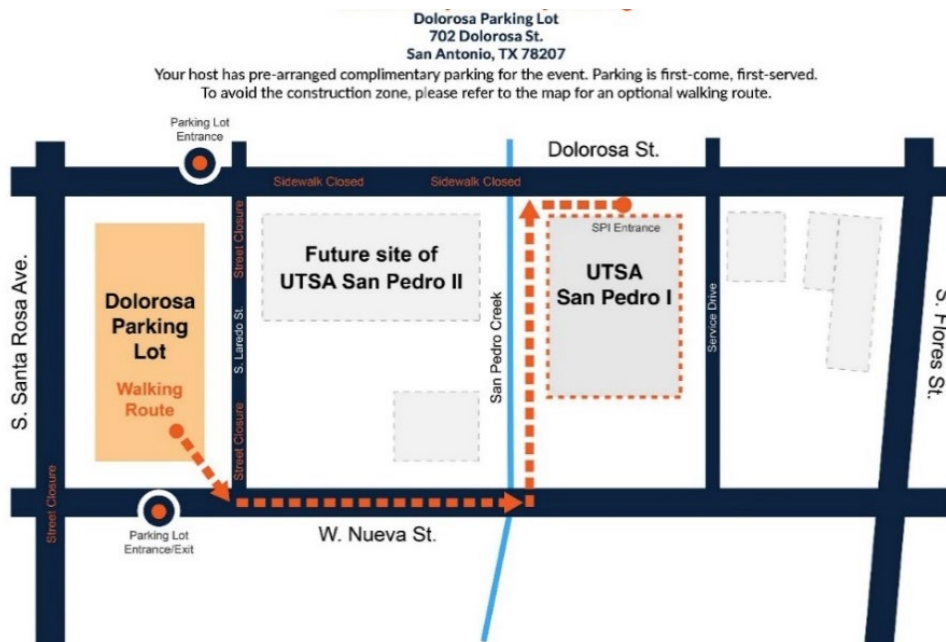 Dolorosa Parking Lot
702 Dolorosa St.
San Antonio, TX 78207
Your host has pre-arranged complimentary parking for the event. Parking is first-come, first-served.
To avoid the construction zone, please refer to the map for an optional walking route.
Parking Lot
Entrance
Dolorosa St.
Sidewalk Closed
Sidewalk Closed
S. Santa Rosa Ave.
Street Closure
Dolorosa
Parking
Lot
Walking
Route
Street Closure
S. Laredo St.
Street Closure
Future site of
UTSA San Pedro II
San Pedro Creek
SPI Entrance
UTSA
San Pedro I
Service Drive
S. Flores St.
Parking Lot
Entrance/Exit
W. Nueva St.